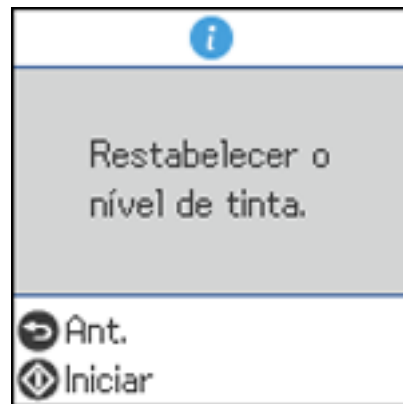 i
Restabelecer o
nível de tinta.
Ant.
Iniciar